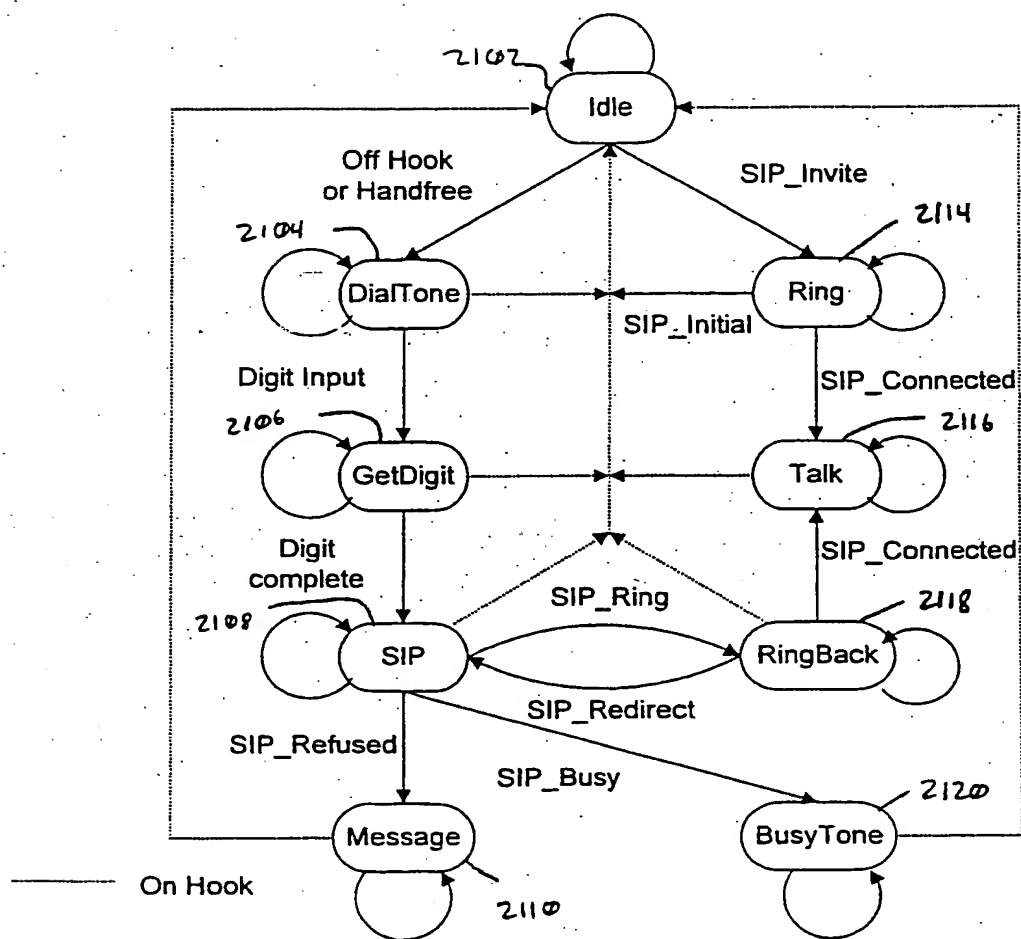 2102
Idle
Off Hook
or Handfree
SIP_Invite
2104
2114
DialTone
Ring
SIP_Initial
Digit Input
SIP_Connected
2106
2116
GetDigit
Talk
Digit
complete
SIP_Connected
SIP_Ring
2108
2118
SIP
RingBack
SIP_Redirect
SIP_Refused
SIP_Busy
2120
Message
BusyTone
On Hook
2110